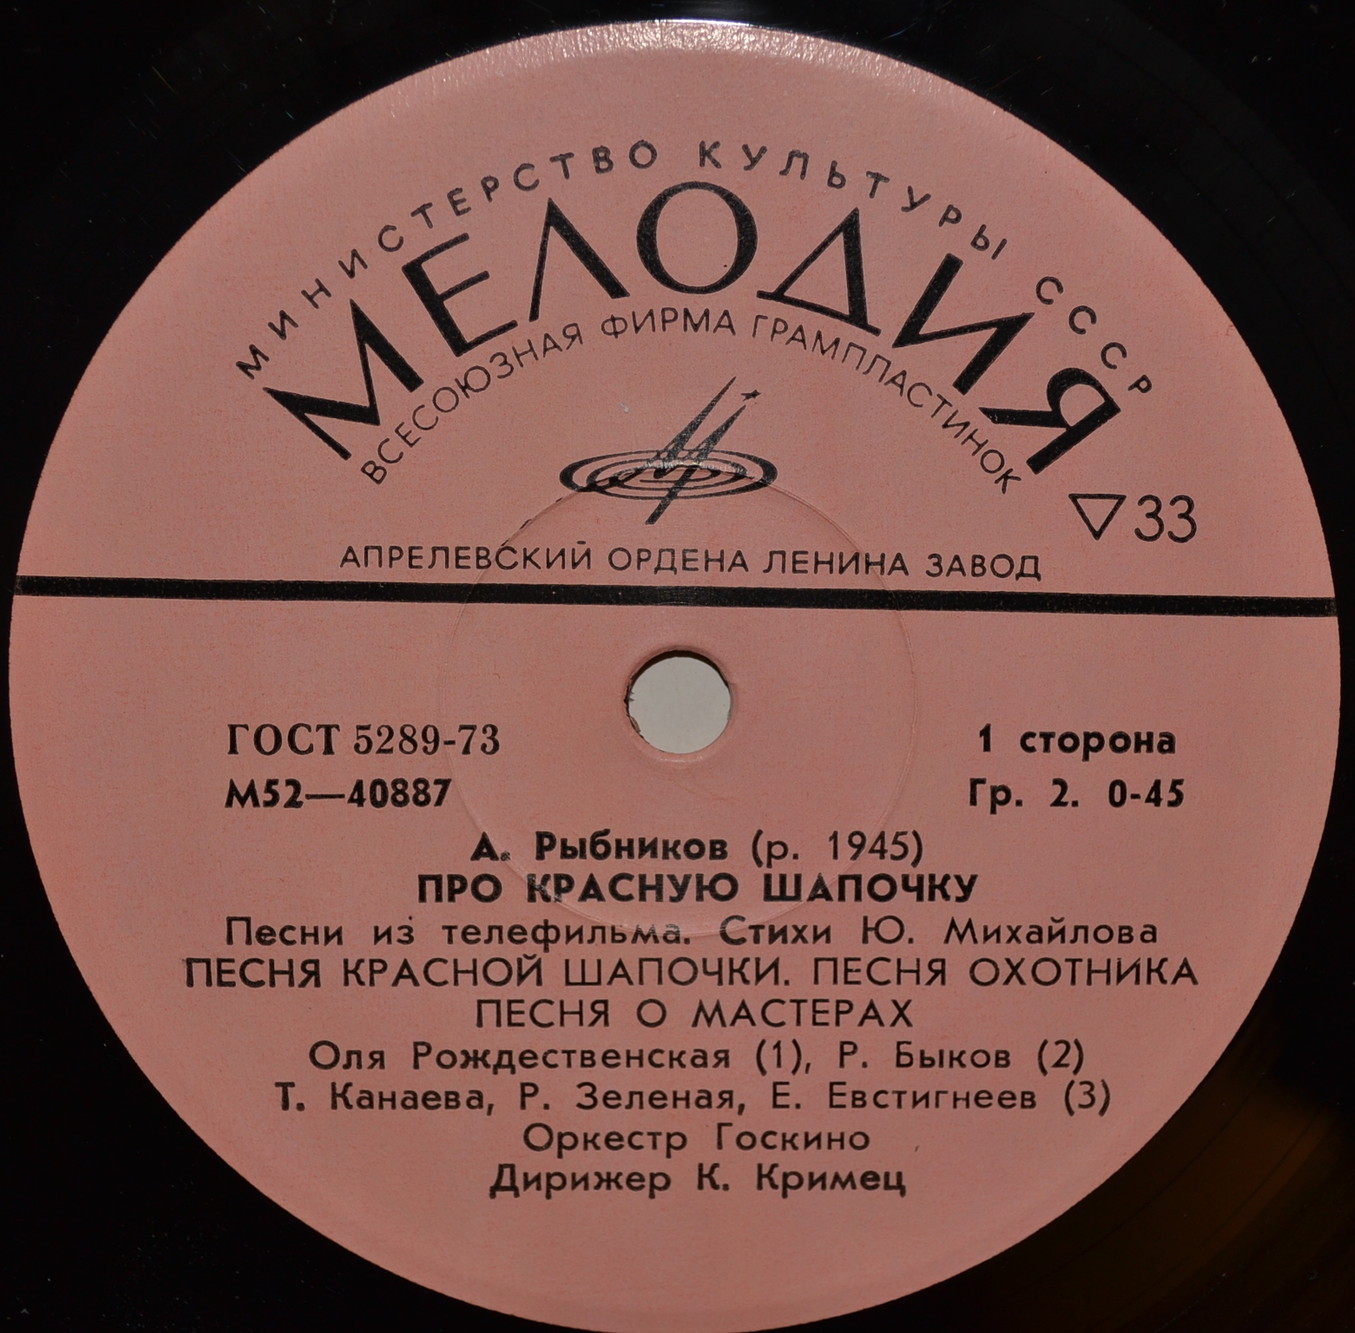 МИНИСТЕРСТВО КУЛЬТУРЫ СССР
МЕЛОДИЯ
ВСЕСОЮЗНАЯ ФИРМА ГРАМПЛАСТИНОК
▽33
АПРЕЛЕВСКИЙ ОРДЕНА ЛЕНИНА ЗАВОД
ГОСТ 5289-73
1 сторона
М52—40887
Гр. 2. 0-45
А. Рыбников (р. 1945)
ПРО КРАСНУЮ ШАПОЧКУ
Песни из телефильма. Стихи Ю. Михайлова
ПЕСНЯ КРАСНОЙ ШАПОЧКИ. ПЕСНЯ ОХОТНИКА
ПЕСНЯ О МАСТЕРАХ
Оля Рождественская (1), Р. Быков (2)
Т. Канаева, Р. Зеленая, Е. Евстигнеев (3)
Оркестр Госкино
Дирижер К. Кримец